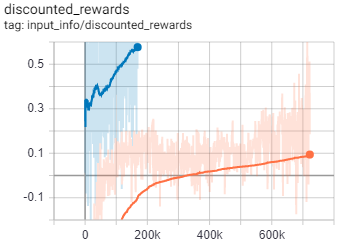 discounted_rewards
tag: input_info/discounted_rewards
0.5
0.3
0.1
-0.1
0 200k 400k 600k